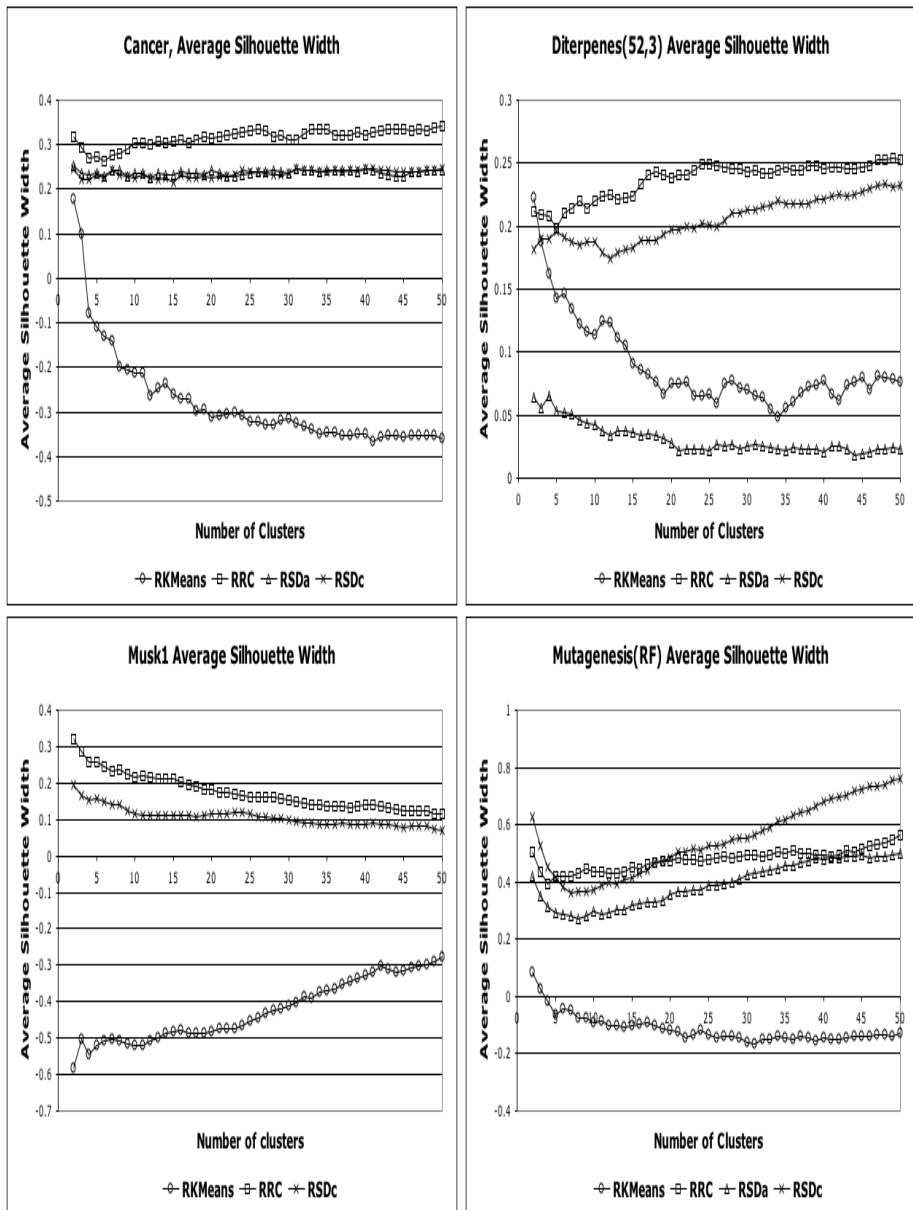 Cancer, Average Silhouette Width
0.4
0.3
0.2
0.1
0
-0.1
-0.2
-0.3
-0.4
-0.5
0 5 10 15 20 25 30 35 40 45 50
Average Silhouette Width
Number of Clusters
RKMeans RRC RSDa RSDc
Diterpenes(52,3) Average Silhouette Width
0.3
0.25
0.2
0.15
0.1
0.05
0
0 5 10 15 20 25 30 35 40 45 50
Average Silhouette Width
Number of Clusters
RKMeans RRC RSDa RSDc
Musk1 Average Silhouette Width
0.4
0.3
0.2
0.1
0
-0.1
-0.2
-0.3
-0.4
-0.5
-0.6
-0.7
0 5 10 15 20 25 30 35 40 45 50
Average Silhouette Width
Number of clusters
RKMeans RRC RSDc
Mutagenesis(RF) Average Silhouette Width
1
0.8
0.6
0.4
0.2
0
-0.2
-0.4
0 5 10 15 20 25 30 35 40 45 50
Average Silhouette Width
Number of Clusters
RKMeans RRC RSDa RSDc